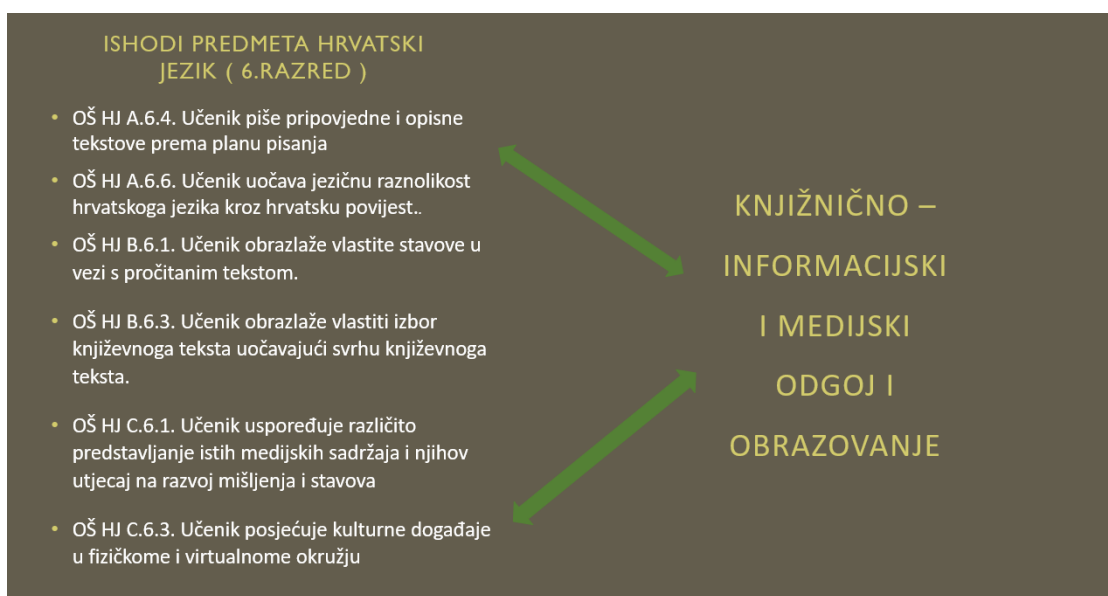 ISHODI PREDMETA HRVATSKI
JEZIK ( 6.RAZRED )
• OŠ HJ A.6.4. Učenik piše pripovjedne i opisne
tekstove prema planu pisanja
• OŠ HJ A.6.6. Učenik uočava jezičnu raznolikost
hrvatskoga jezika kroz hrvatsku povijest..
• OŠ HJ B.6.1. Učenik obrazlaže vlastite stavove u
vezi s pročitanim tekstom.
• OŠ HJ B.6.3. Učenik obrazlaže vlastiti izbor
književnoga teksta uočavajući svrhu književnoga
teksta.
• OŠ HJ C.6.1. Učenik uspoređuje različito
predstavljanje istih medijskih sadržaja i njihov
utjecaj na razvoj mišljenja i stavova
• OŠ HJ C.6.3. Učenik posjećuje kulturne događaje
u fizičkome i virtualnome okružju
KNJIŽNIČNO –
INFORMACIJSKI
I MEDIJSKI
ODGOJ I
OBRAZOVANJE